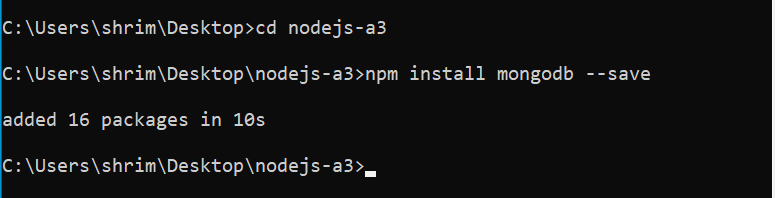 C:\Users\shrim\Desktop>cd nodejs-a3
C:\Users\shrim\Desktop\nodejs-a3>npm install mongodb --save
added 16 packages in 10s
C:\Users\shrim\Desktop\nodejs-a3>